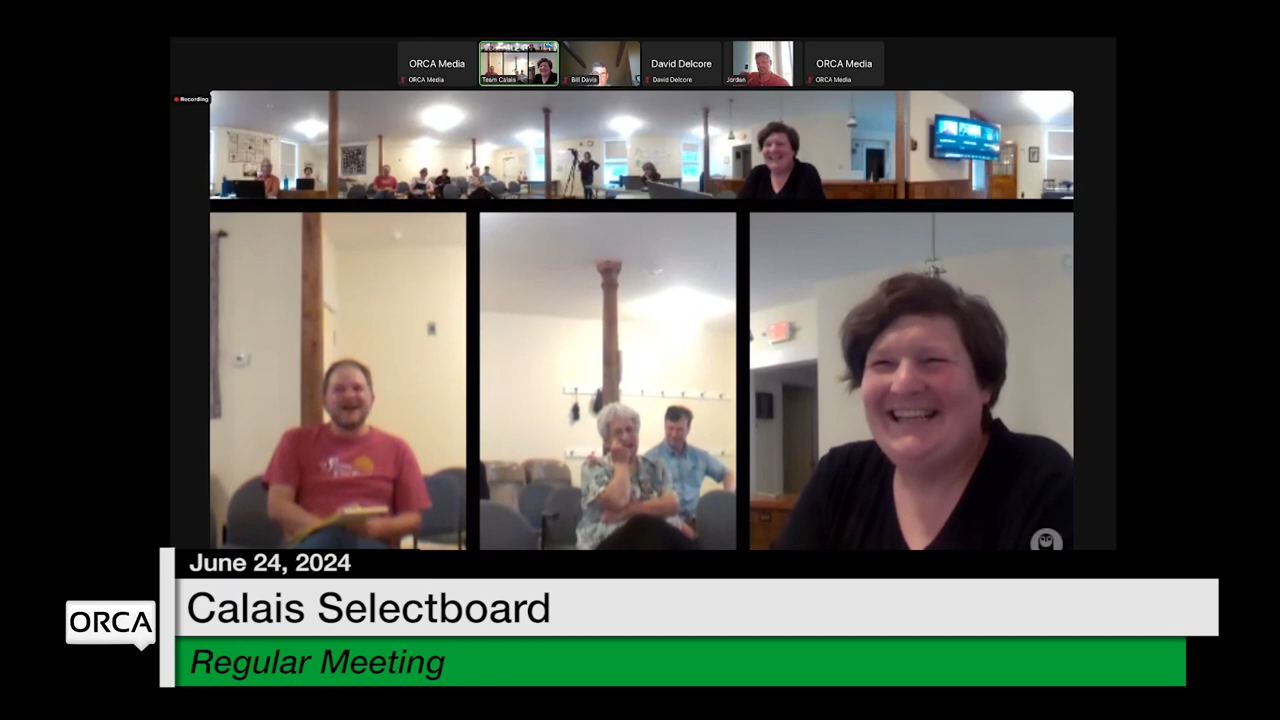 ORCA Media
David Delcore
ORCA Media
ORCA Media
Team Calais
Bill Davis
David Delcore
Jordan
ORCA Media
Recording
June 24, 2024
Calais Selectboard
ORCA
Regular Meeting